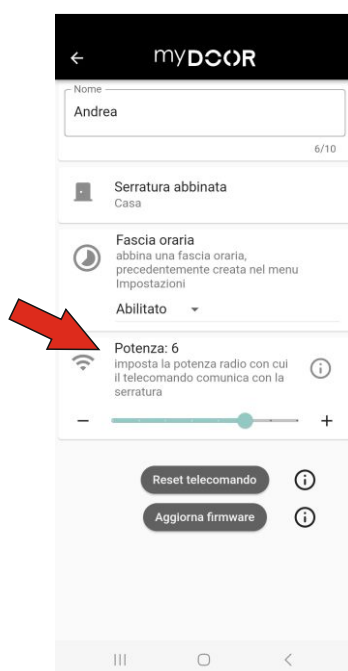 myDOOR
Nome
Andrea
6/10
Serratura abbinata
Casa
Fascia oraria
abbina una fascia oraria,
precedentemente creata nel menu
Impostazioni
Abilitato
Potenza: 6
imposta la potenza radio con cui
il telecomando comunica con la
serratura
Reset telecomando
Aggiorna firmware